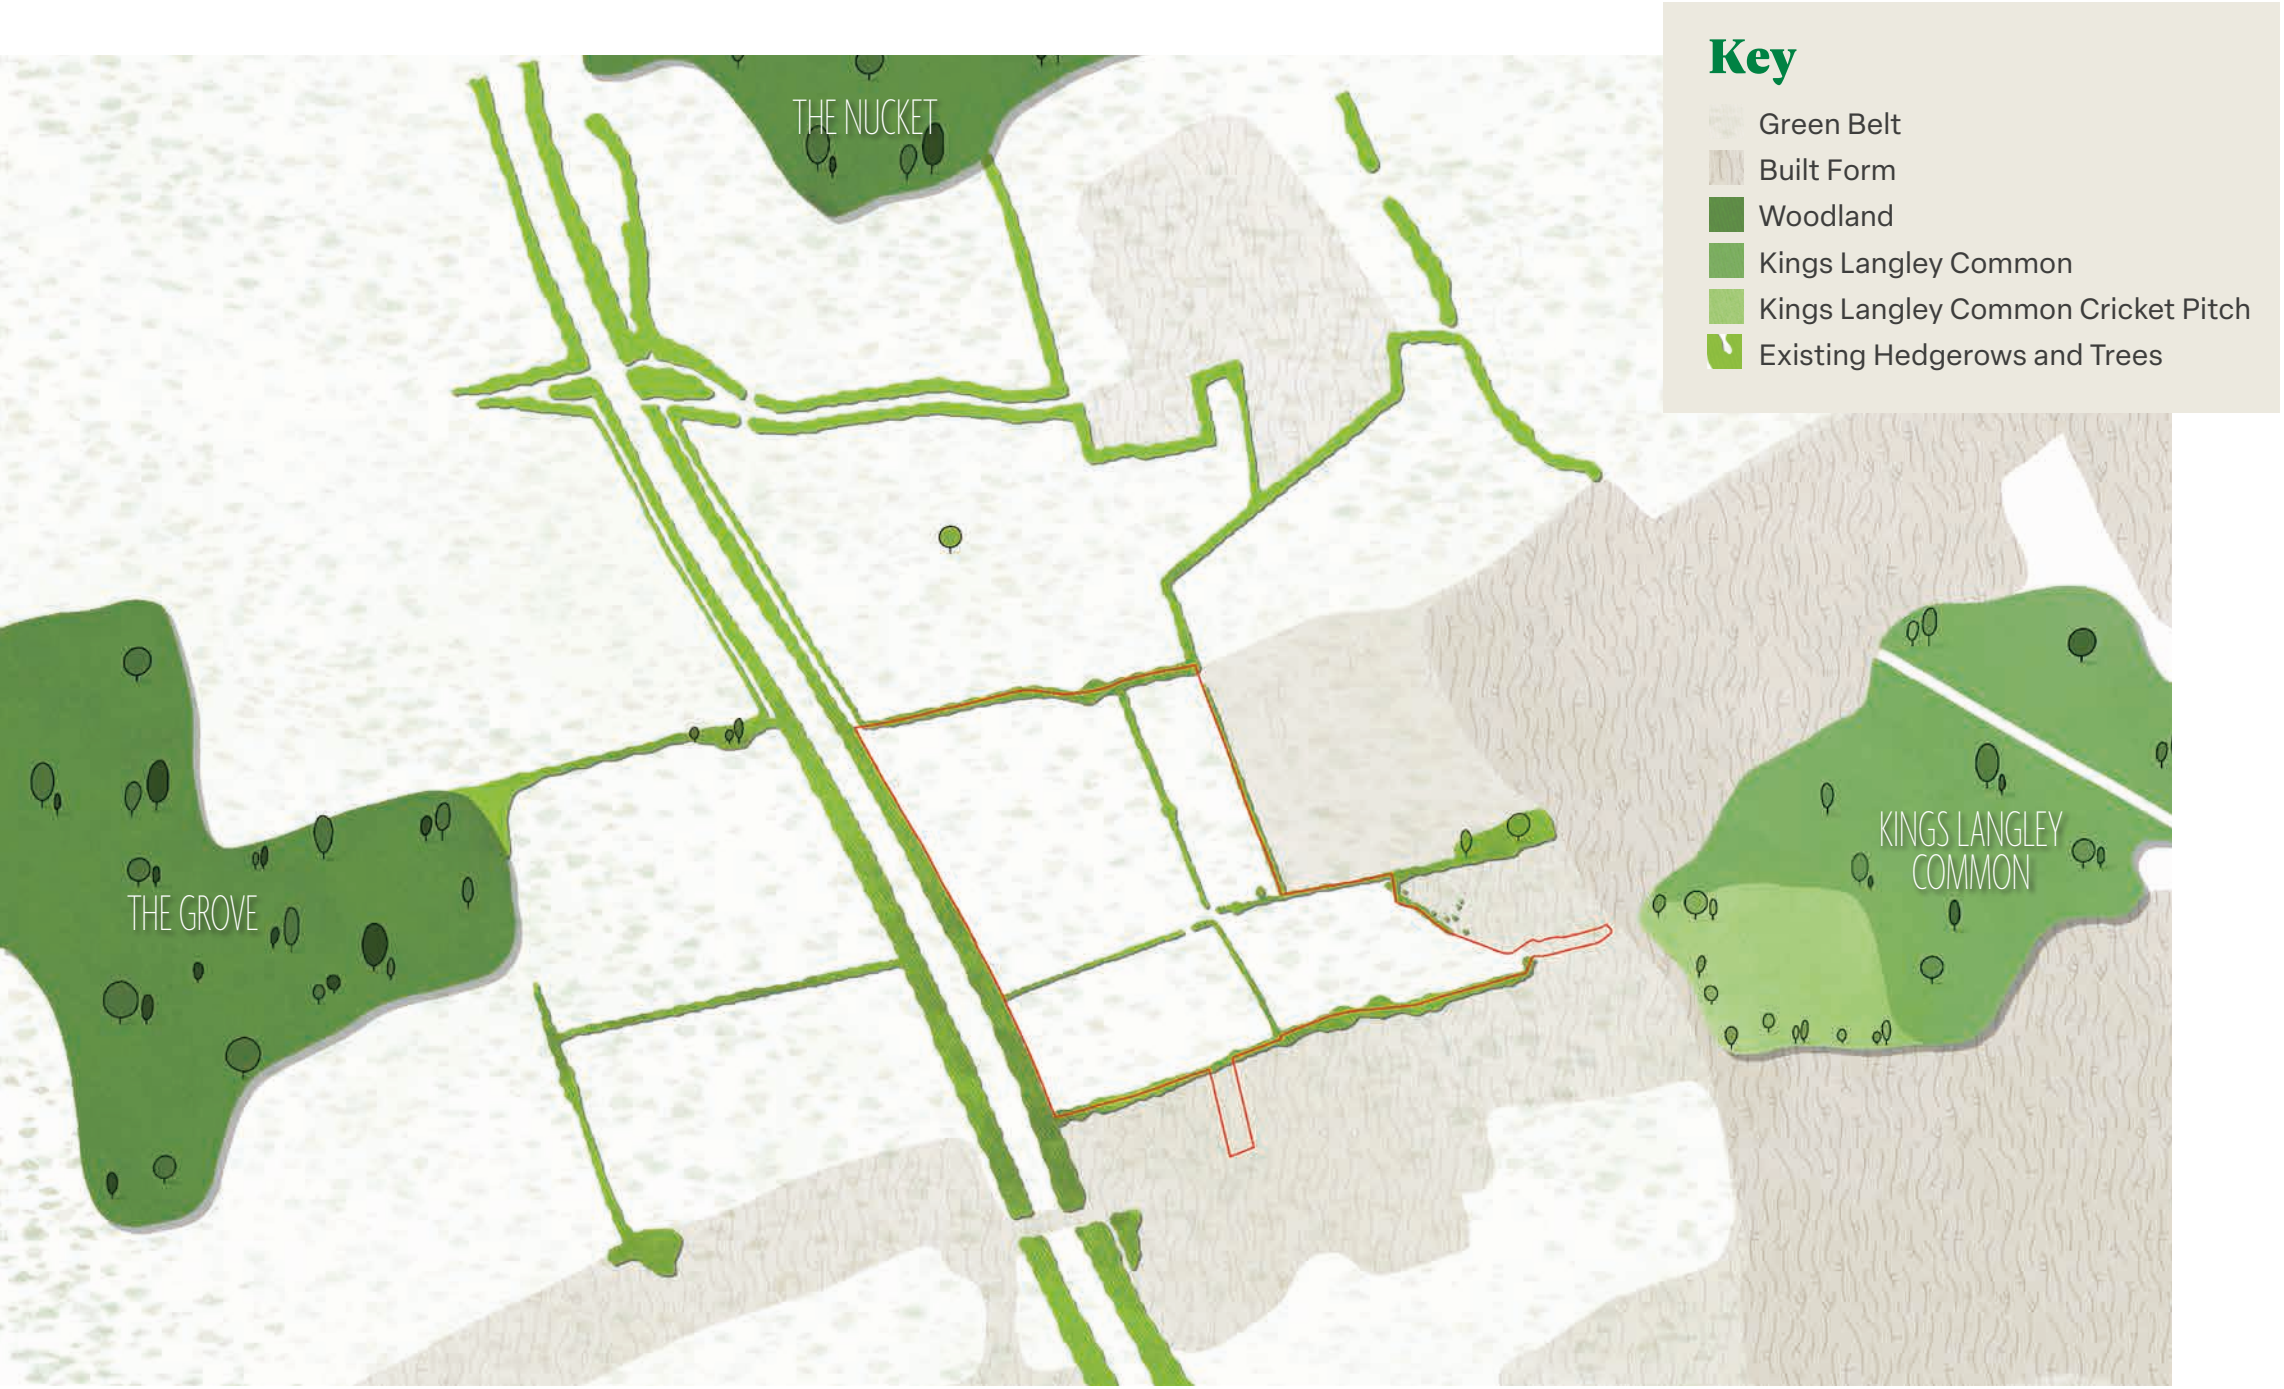 Key
Green Belt
Built Form
Woodland
Kings Langley Common
Kings Langley Common Cricket Pitch
Existing Hedgerows and Trees
THE NUCKET
THE GROVE
KINGS LANGLEY
COMMON